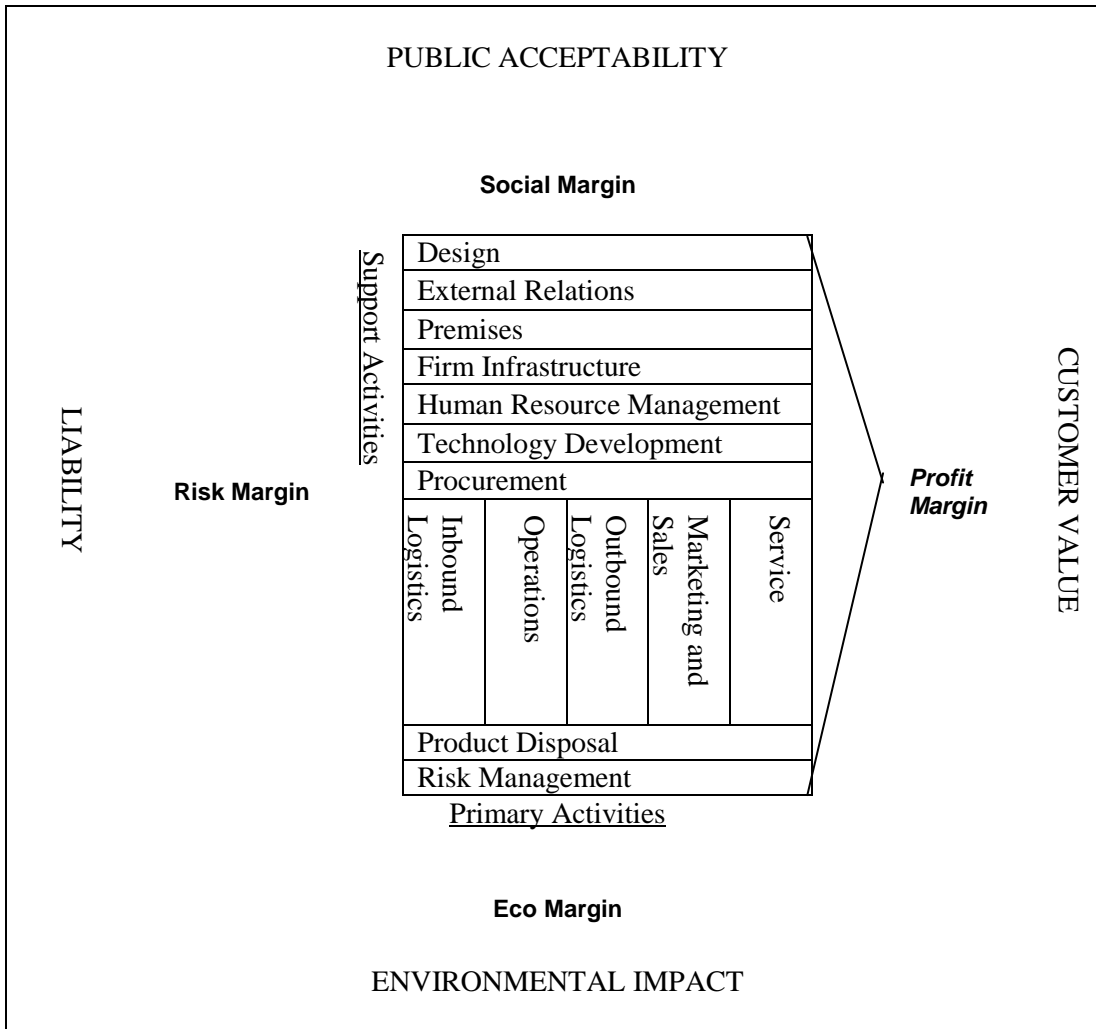 PUBLIC ACCEPTABILITY
Social Margin
Support Activities
Design
External Relations
Premises
Firm Infrastructure
Human Resource Management
Technology Development
Procurement
LIABILITY
Risk Margin
Inbound
Logistics
Operations
Outbound
Logistics
Marketing and
Sales
Service
Profit
Margin
CUSTOMER VALUE
Product Disposal
Risk Management
Primary Activities
Eco Margin
ENVIRONMENTAL IMPACT